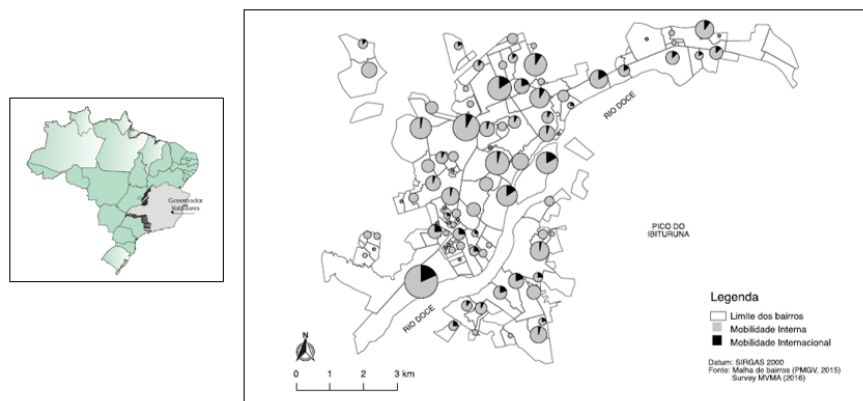 Governador
Valadares
RIO DOCE
PICO DO
IBITURUNA
RIO DOCE
N
0 1 2 3 km
Legenda
Limite dos bairros
Mobilidade Interna
Mobilidade Internacional
Datum: SIRGAS 2000
Fonte: Malha de bairros (PMGV, 2015)
Survey MVMA (2016)